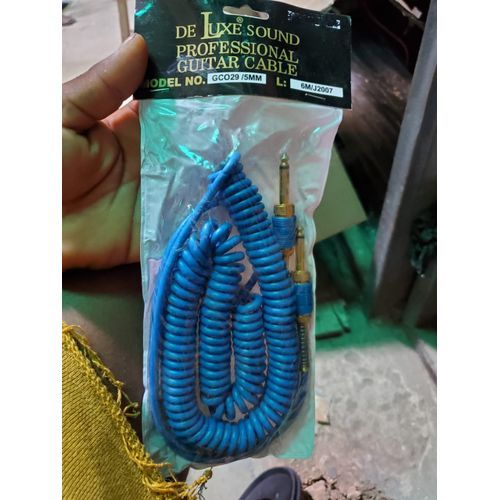 DE LUXE® SOUND
PROFESSIONAL
GUITAR CABLE
MODEL NO. GCO29 /5MM L: 6M/J2007